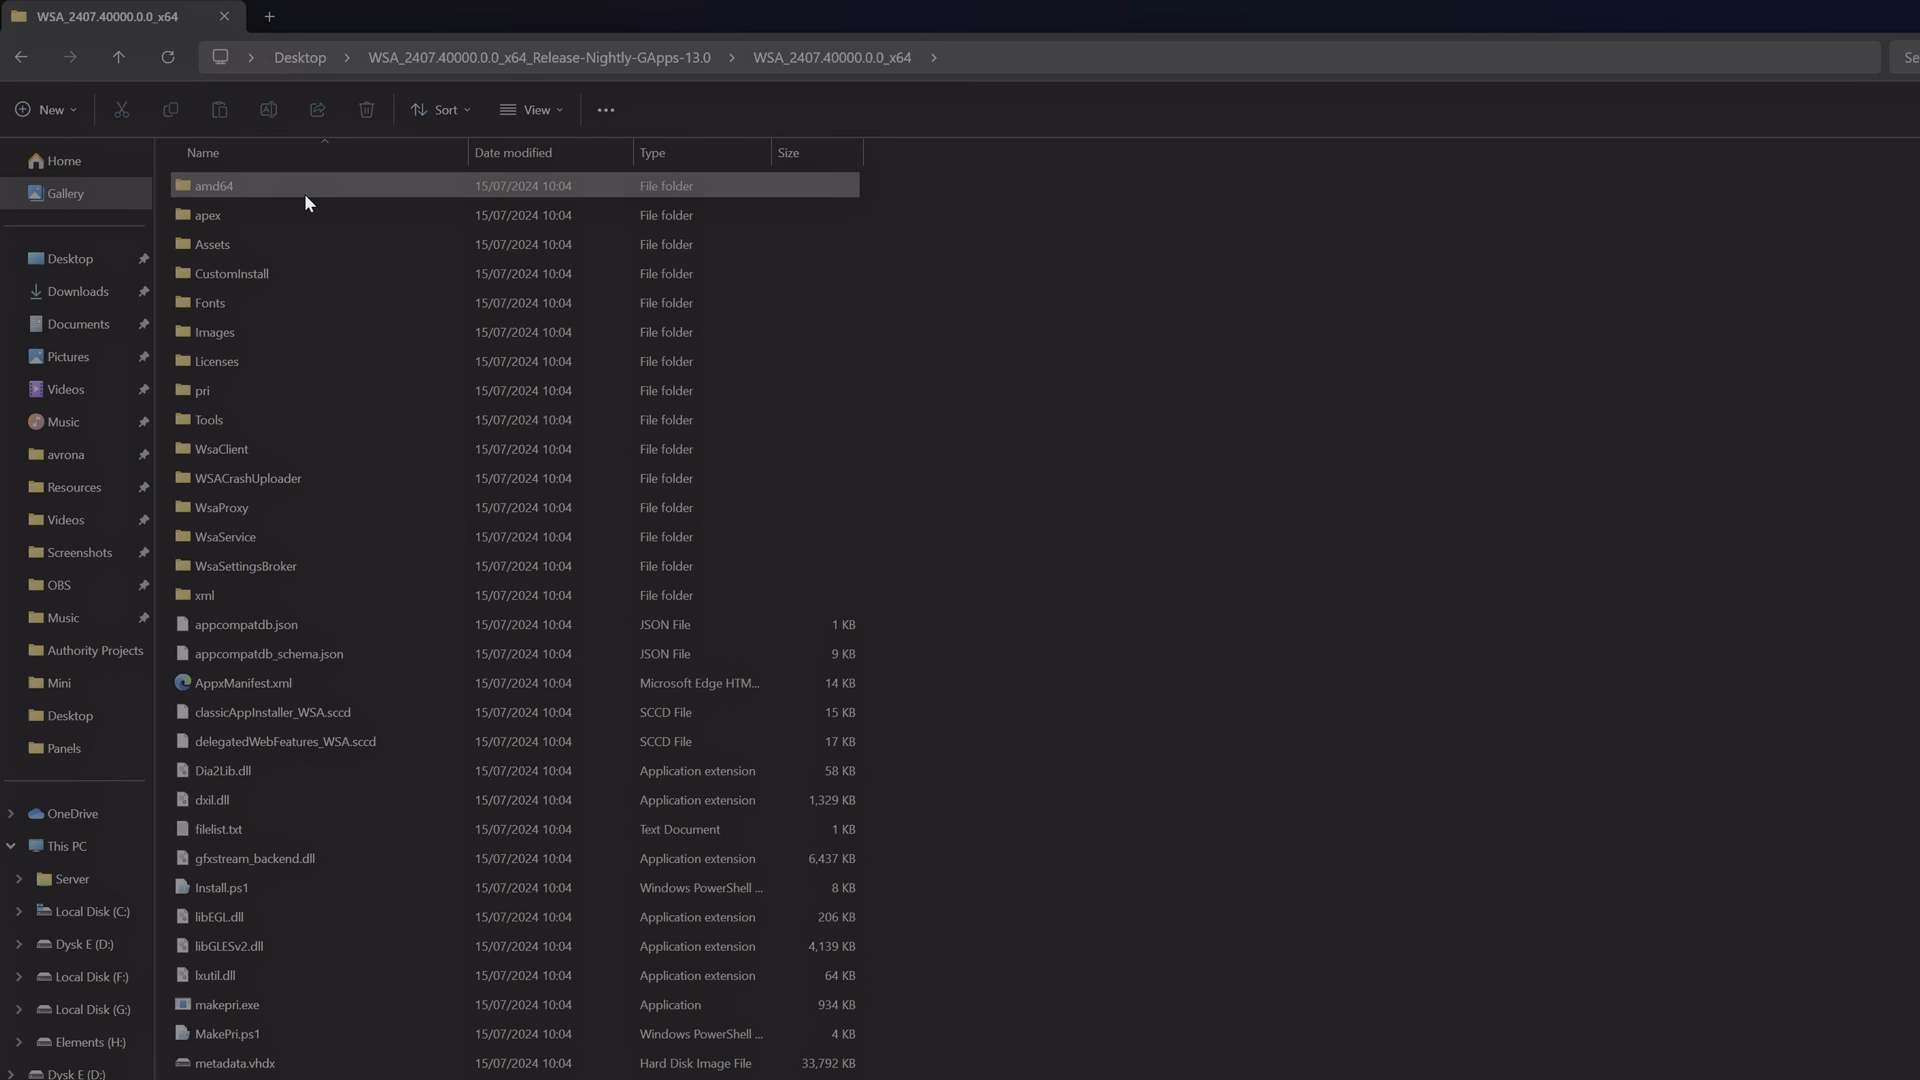 WSA_2407.40000.0.0_x64
Desktop WSA_2407.40000.0.0_x64_Release-Nightly-GApps-13.0 WSA_2407.40000.0.0_x64 Se
New Sort View
Name Date modified Type Size
Home
Gallery
Desktop
Downloads
Documents
Pictures
Videos
Music
avrona
Resources
Videos
Screenshots
OBS
Music
Authority Projects
Mini
Desktop
Panels
OneDrive
This PC
Server
Local Disk (C:)
Dysk E (D:)
Local Disk (F:)
Local Disk (G:)
Elements (H:)
Dysk E (D:)
amd64 15/07/2024 10:04 File folder
apex 15/07/2024 10:04 File folder
Assets 15/07/2024 10:04 File folder
CustomInstall 15/07/2024 10:04 File folder
Fonts 15/07/2024 10:04 File folder
Images 15/07/2024 10:04 File folder
Licenses 15/07/2024 10:04 File folder
pri 15/07/2024 10:04 File folder
Tools 15/07/2024 10:04 File folder
WsaClient 15/07/2024 10:04 File folder
WSACrashUploader 15/07/2024 10:04 File folder
WsaProxy 15/07/2024 10:04 File folder
WsaService 15/07/2024 10:04 File folder
WsaSettingsBroker 15/07/2024 10:04 File folder
xml 15/07/2024 10:04 File folder
appcompatdb.json 15/07/2024 10:04 JSON File 1 KB
appcompatdb_schema.json 15/07/2024 10:04 JSON File 9 KB
AppxManifest.xml 15/07/2024 10:04 Microsoft Edge HTM... 14 KB
classicAppInstaller_WSA.sccd 15/07/2024 10:04 SCCD File 15 KB
delegatedWebFeatures_WSA.sccd 15/07/2024 10:04 SCCD File 17 KB
Dia2Lib.dll 15/07/2024 10:04 Application extension 58 KB
dxil.dll 15/07/2024 10:04 Application extension 1,329 KB
filelist.txt 15/07/2024 10:04 Text Document 1 KB
gfxstream_backend.dll 15/07/2024 10:04 Application extension 6,437 KB
Install.ps1 15/07/2024 10:04 Windows PowerShell ... 8 KB
libEGL.dll 15/07/2024 10:04 Application extension 206 KB
libGLESv2.dll 15/07/2024 10:04 Application extension 4,139 KB
lxutil.dll 15/07/2024 10:04 Application extension 64 KB
makepri.exe 15/07/2024 10:04 Application 934 KB
MakePri.ps1 15/07/2024 10:04 Windows PowerShell ... 4 KB
metadata.vhdx 15/07/2024 10:04 Hard Disk Image File 33,792 KB